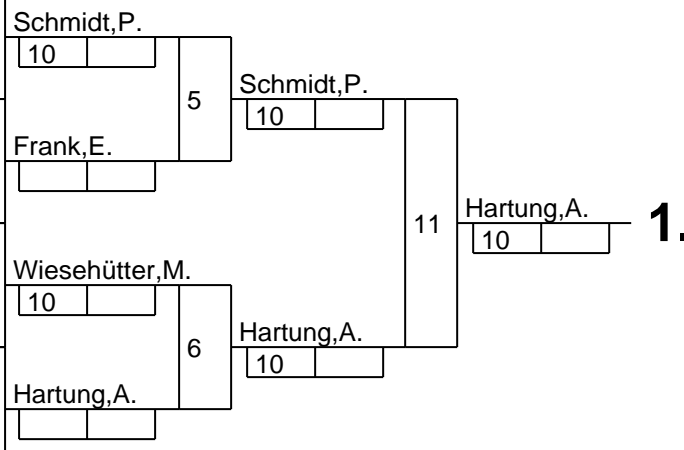 Schmidt,P.
10
5
Schmidt,P.
10
Frank,E.
11
Hartung,A.
1.
10
Wiesehütter,M.
10
6
Hartung,A.
10
Hartung,A.